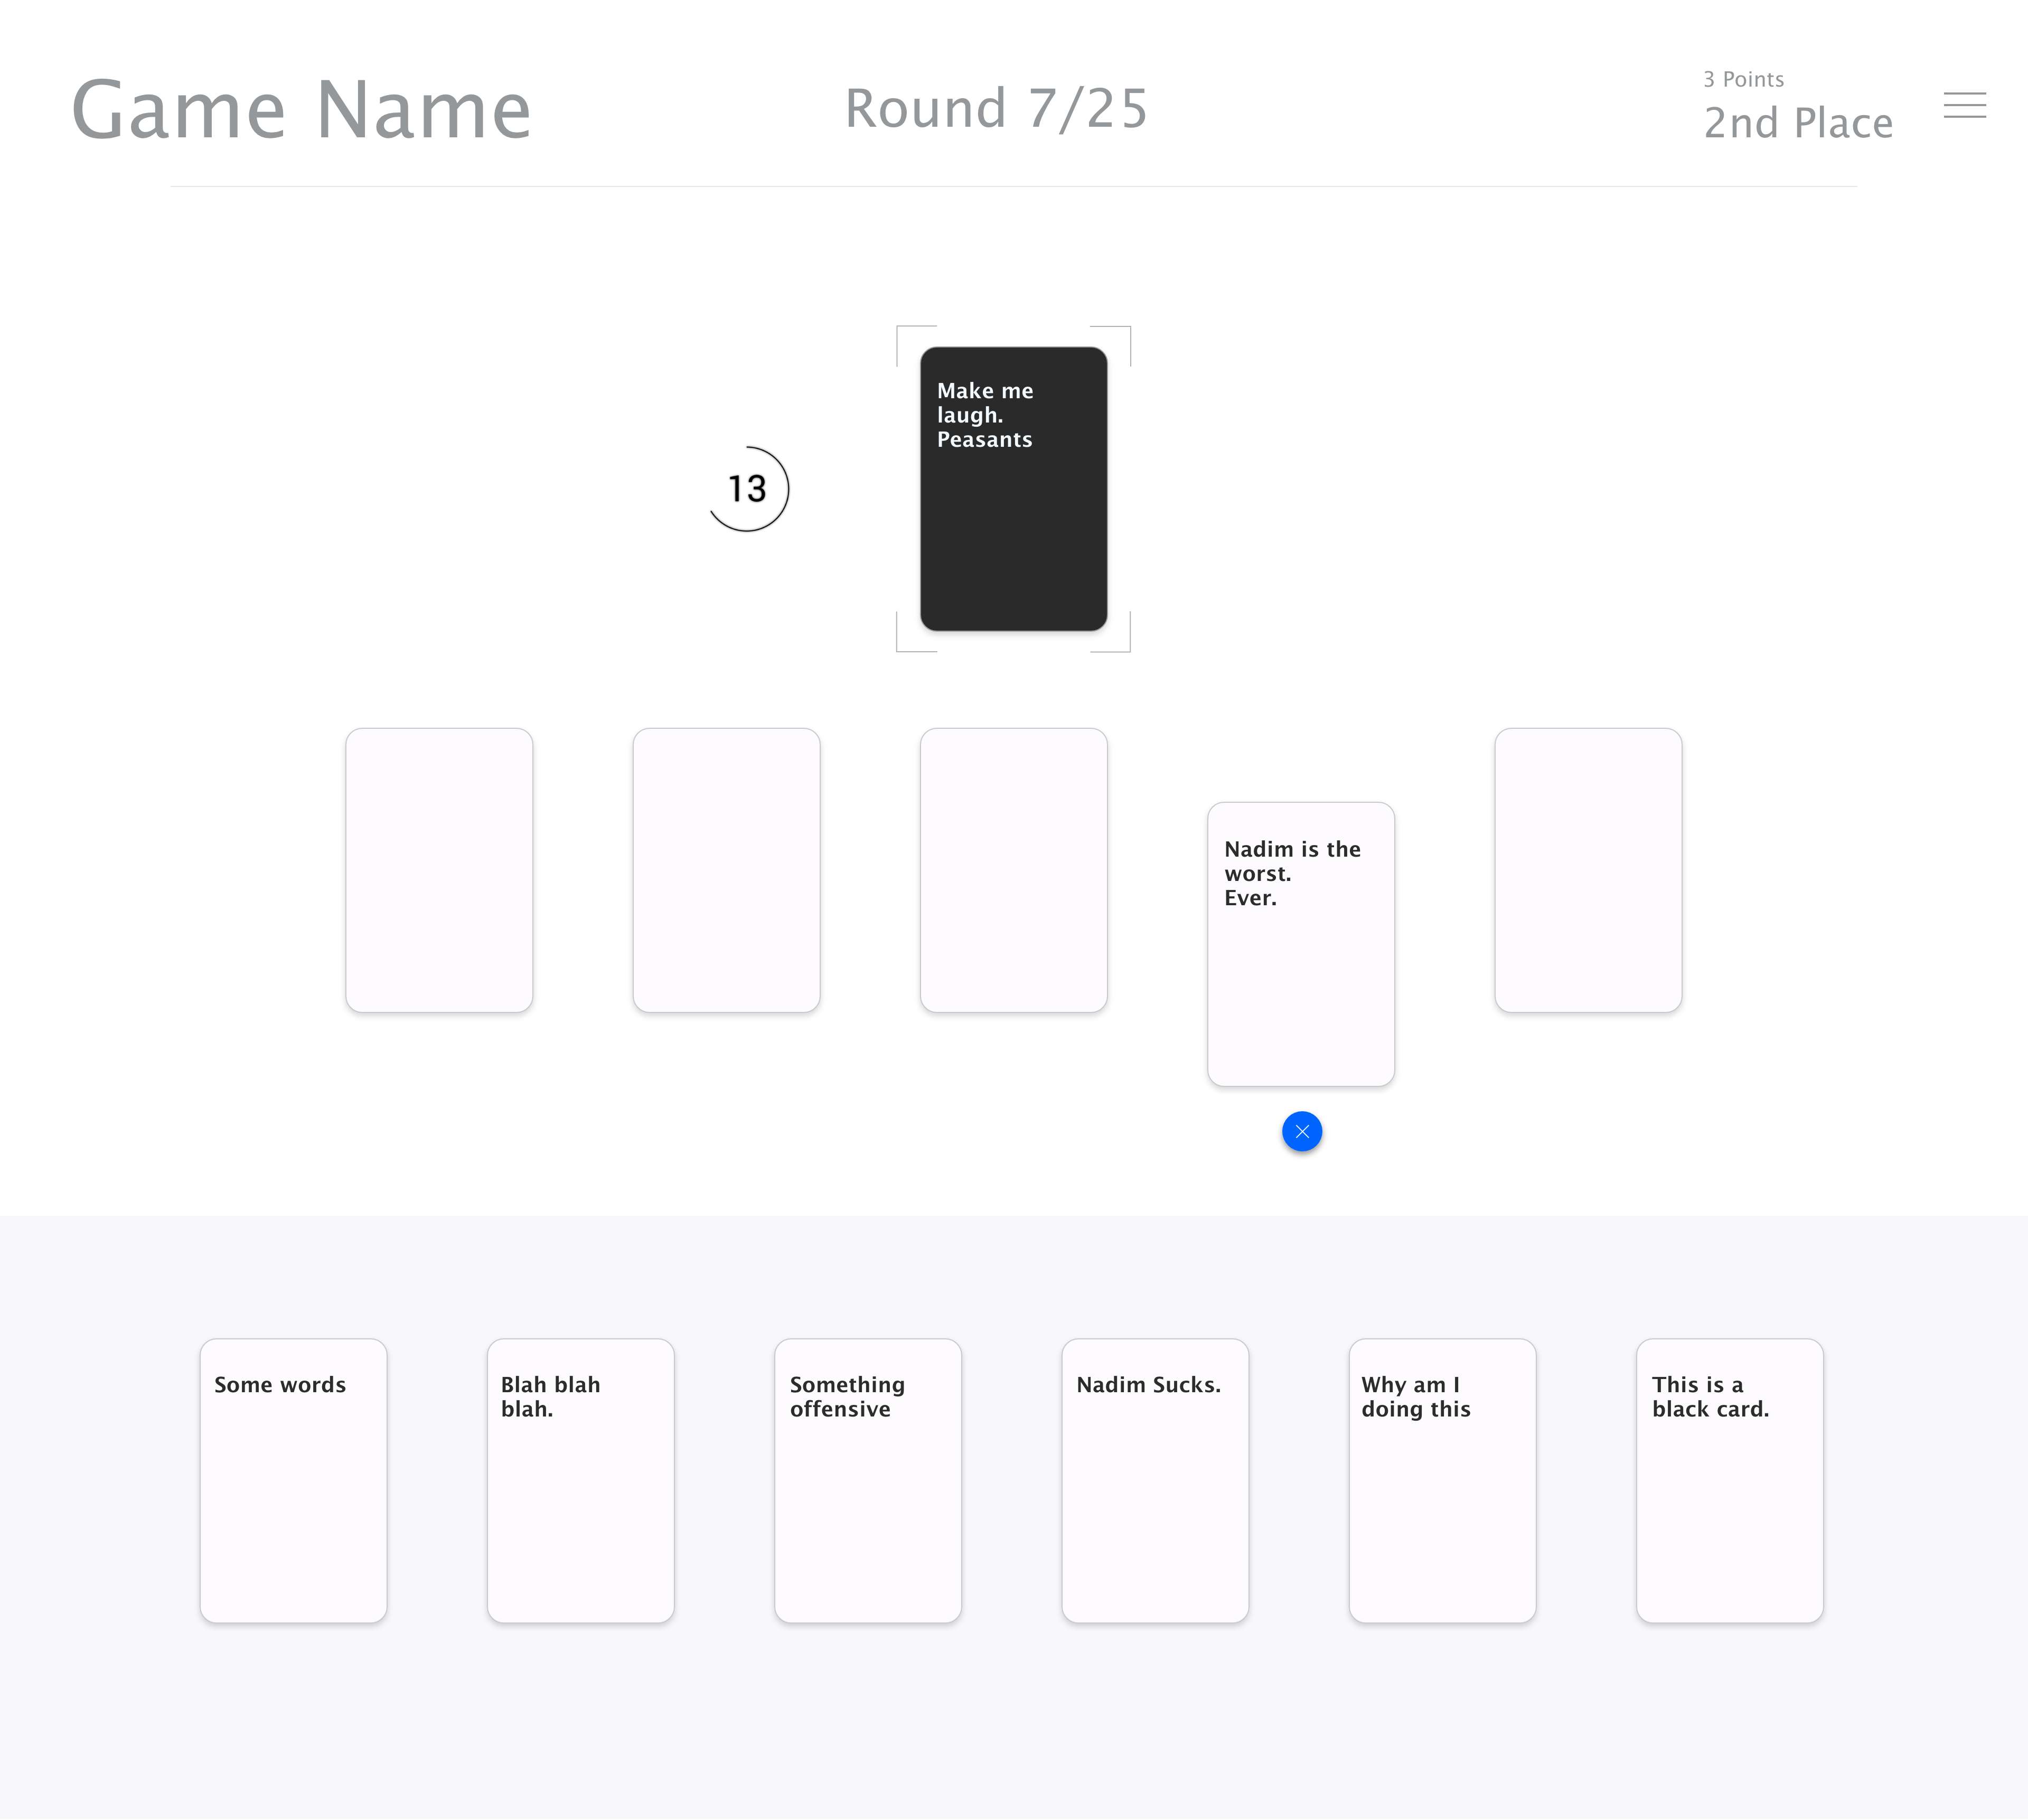 Game Name
Round 7/25
3 Points
2nd Place
Make me
laugh.
Peasants
13
Nadim is the
worst.
Ever.
Some words
Blah blah
blah.
Something
offensive
Nadim Sucks.
Why am I
doing this
This is a
black card.